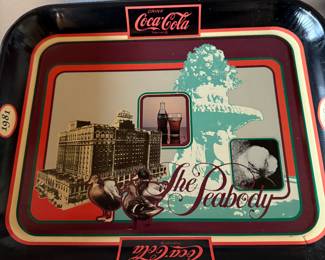 DRINK
Coca-Cola
1981
The Peabody
Coca-Cola